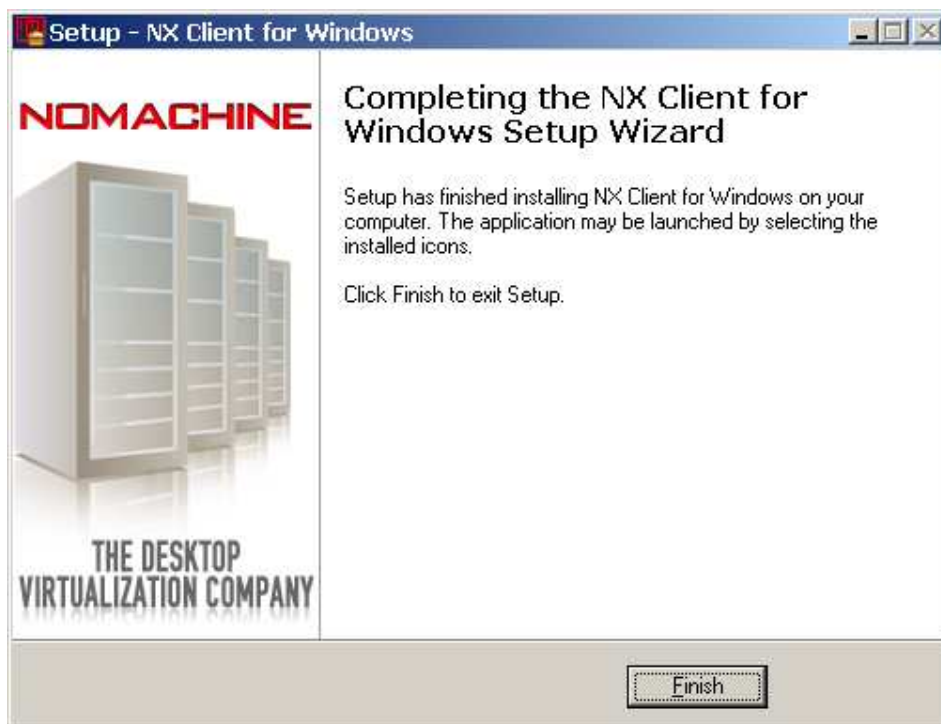 Setup - NX Client for Windows
NOMACHINE
THE DESKTOP
VIRTUALIZATION COMPANY
Completing the NX Client for
Windows Setup Wizard
Setup has finished installing NX Client for Windows on your
computer. The application may be launched by selecting the
installed icons.
Click Finish to exit Setup.
Finish